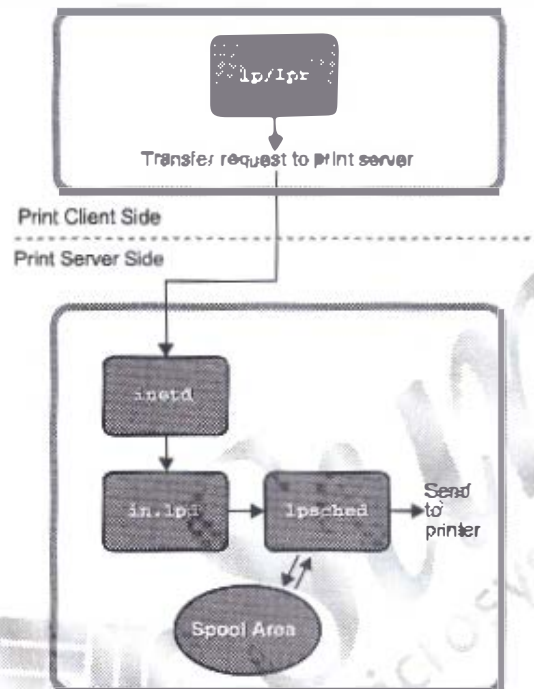 lp/lpr
Transfer request to print server
Print Client Side
Print Server Side
inetd
in.lpd
lpsched
Send
to
printer
Spool Area